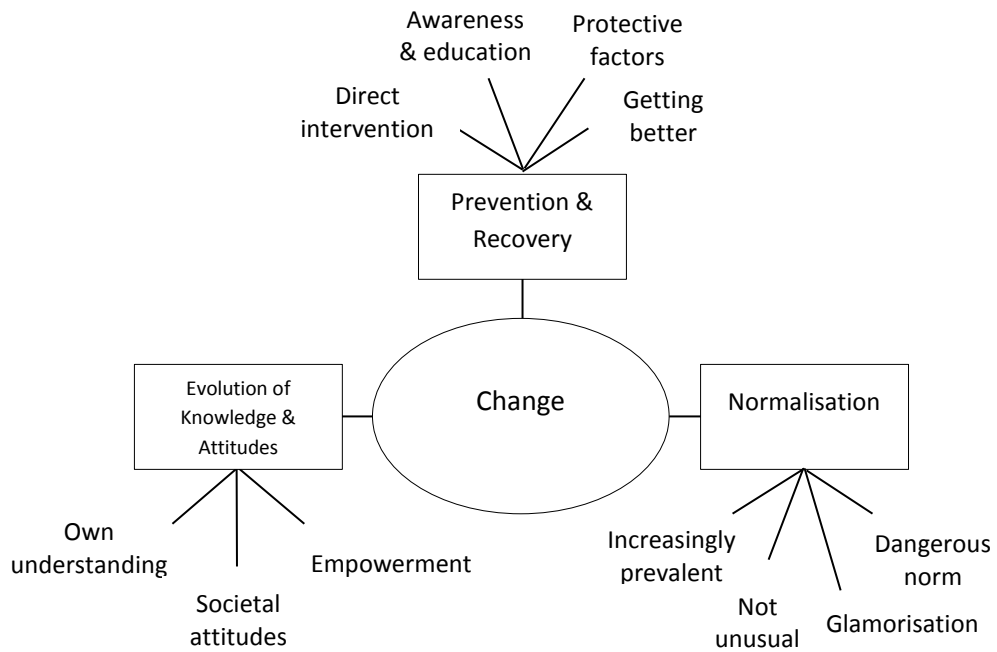 Awareness
& education
Protective
factors
Direct
intervention
Getting
better
Prevention &
Recovery
Evolution of
Knowledge &
Attitudes
Change
Normalisation
Own
understanding
Societal
attitudes
Empowerment
Increasingly
prevalent
Not
unusual
Glamorisation
Dangerous
norm